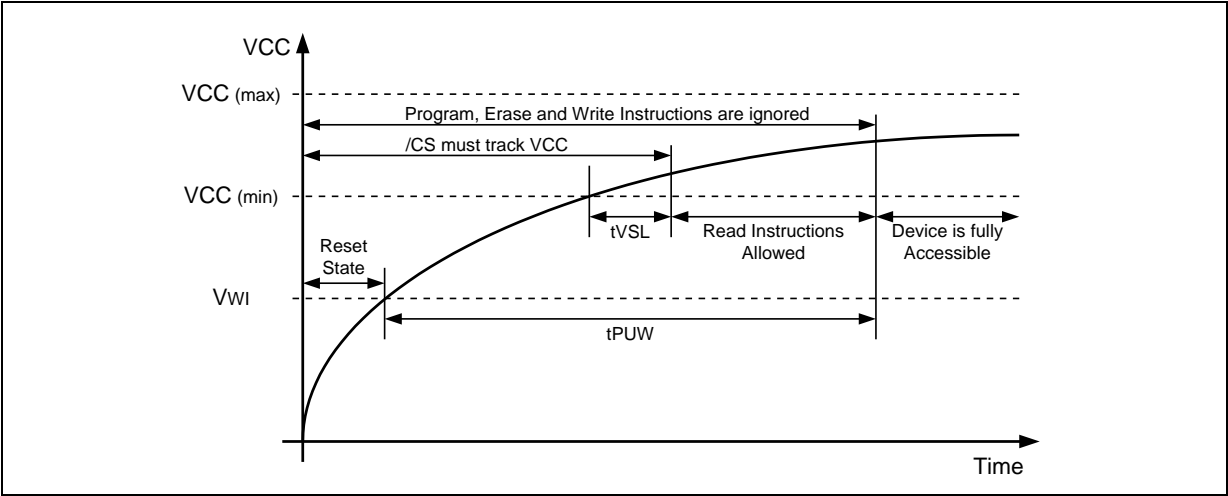 VCC
VCC (max)
Program, Erase and Write Instructions are ignored
/CS must track VCC
VCC (min)
tVSL
Read Instructions
Allowed
Device is fully
Accessible
Reset
State
VWI
tPUW
Time